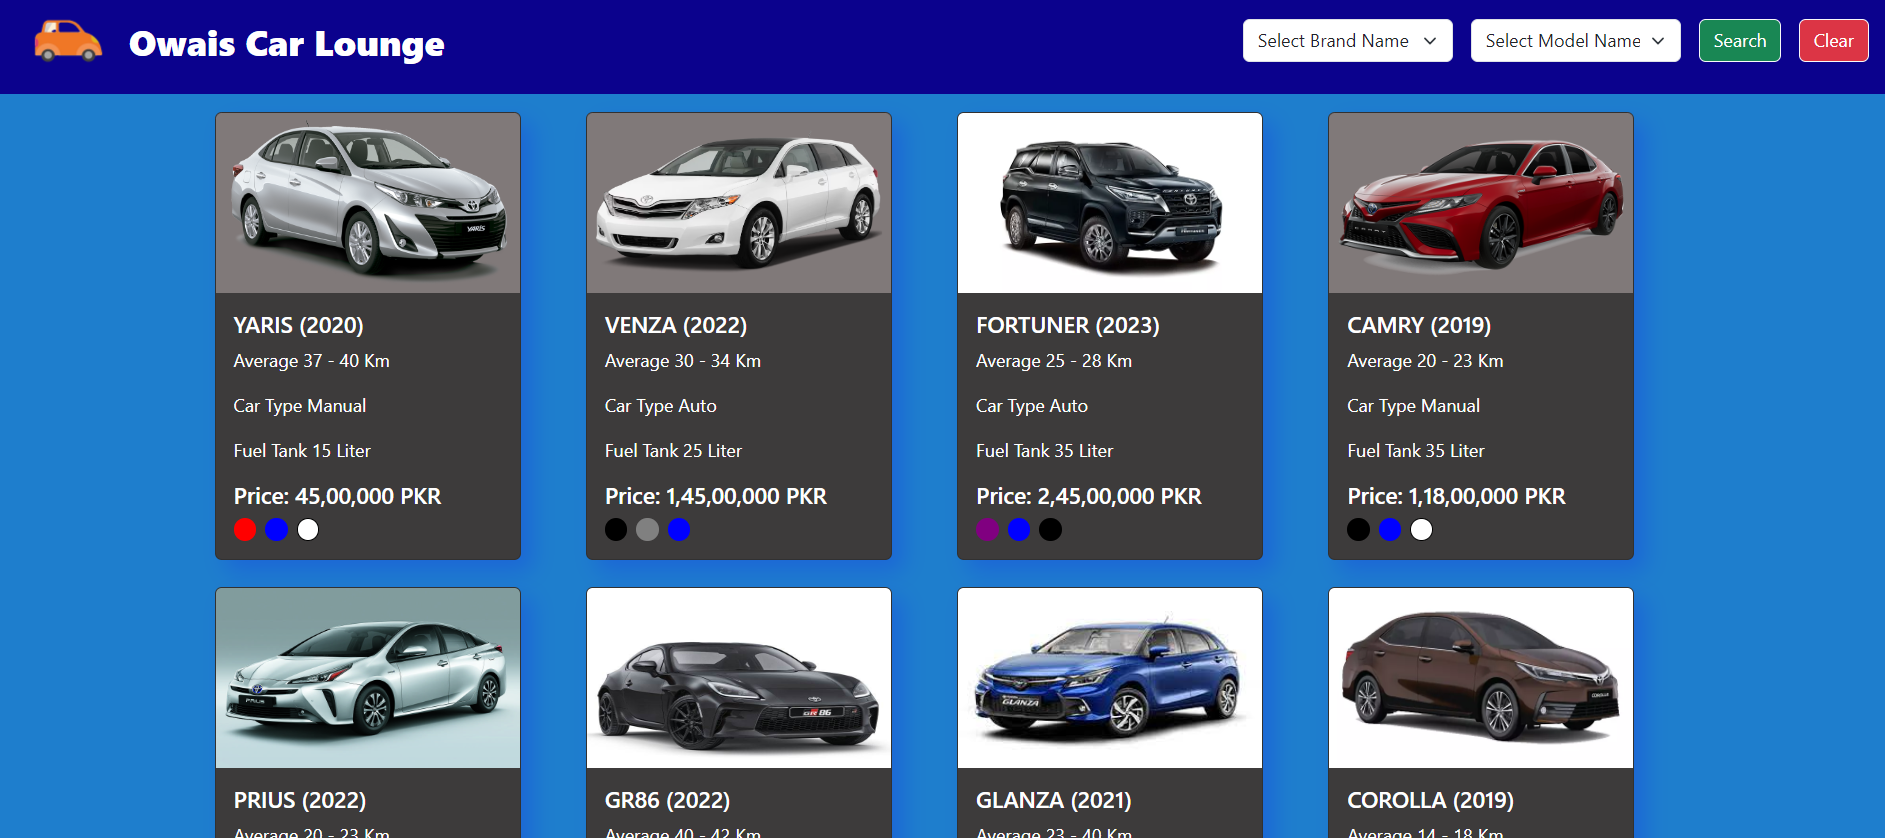 Owais Car Lounge
Select Brand Name
Select Model Name
Search
Clear
YARIS
YARIS (2020)
Average 37 - 40 Km
Car Type Manual
Fuel Tank 15 Liter
Price: 45,00,000 PKR
VENZA (2022)
Average 30 - 34 Km
Car Type Auto
Fuel Tank 25 Liter
Price: 1,45,00,000 PKR
FORTUNER (2023)
Average 25 - 28 Km
Car Type Auto
Fuel Tank 35 Liter
Price: 2,45,00,000 PKR
CAMRY (2019)
Average 20 - 23 Km
Car Type Manual
Fuel Tank 35 Liter
Price: 1,18,00,000 PKR
PRIUS
PRIUS (2022)
Average 20 - 23 Km
GR86
GR86 (2022)
Average 40 - 42 Km
GLANZA
GLANZA (2021)
Average 23 - 40 Km
COROLLA
COROLLA (2019)
Average 14 - 18 Km